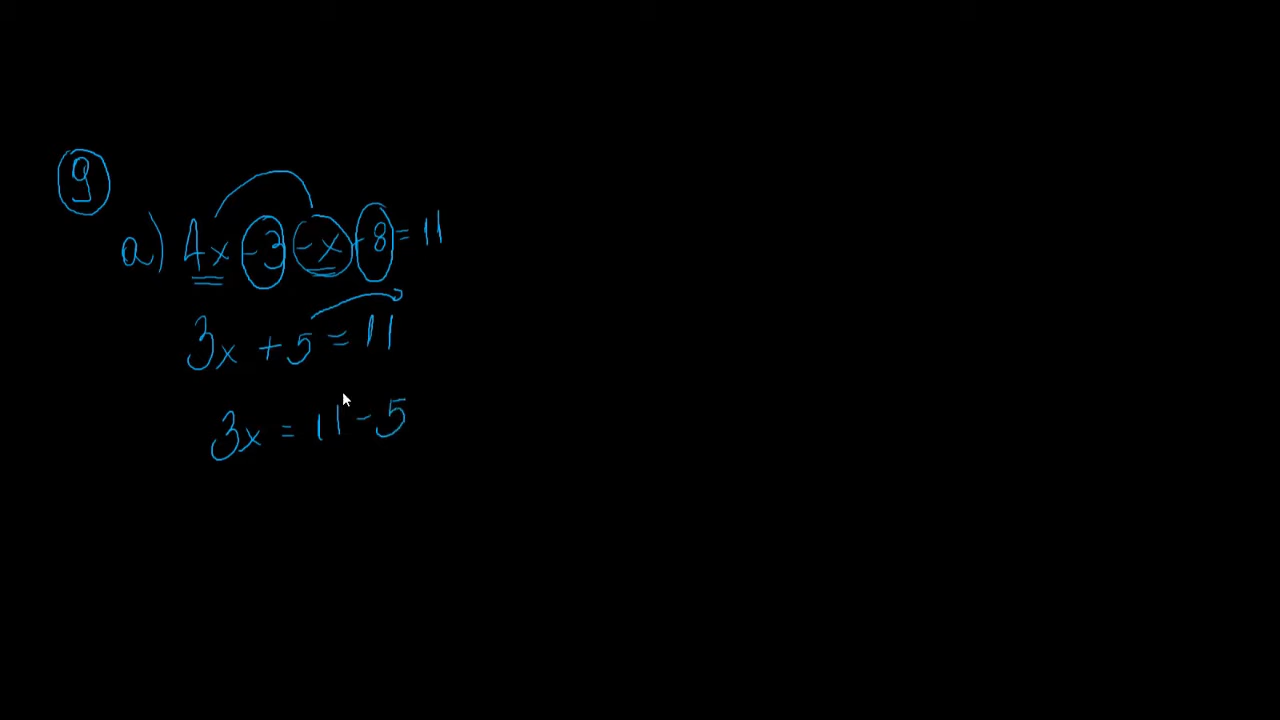 9
a) 4x - 3 - x + 8 = 11
3x + 5 = 11
3x = 11 - 5